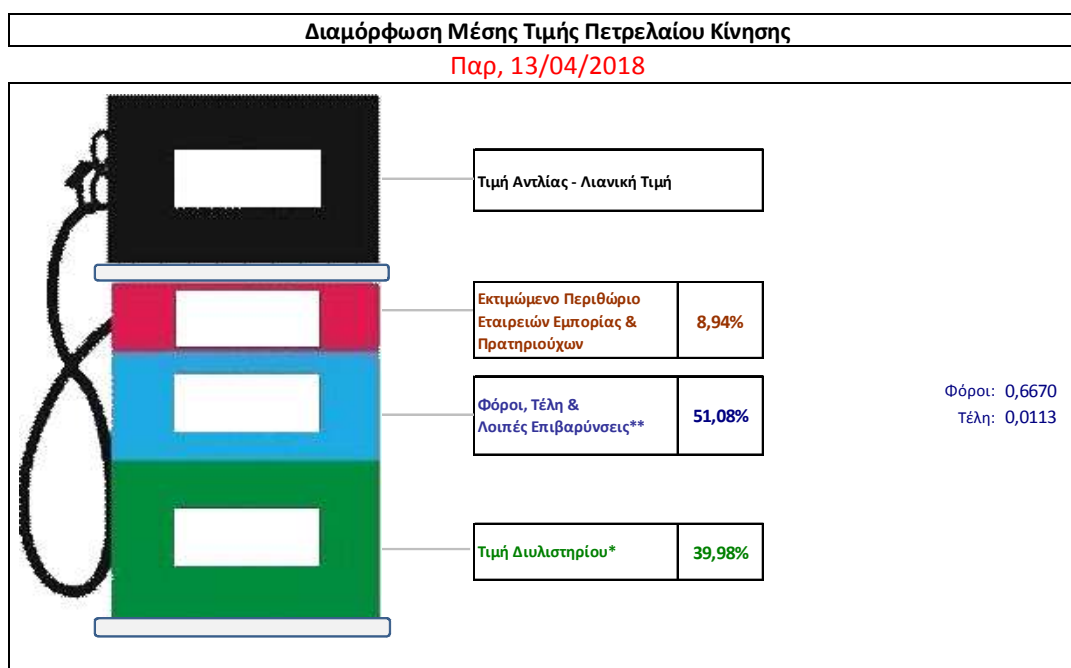 Διαμόρφωση Μέσης Τιμής Πετρελαίου Κίνησης
Παρ, 13/04/2018
Τιμή Αντλίας - Λιανική Τιμή
Εκτιμώμενο Περιθώριο
Εταιρειών Εμπορίας &
Πρατηριούχων
8,94%
Φόροι, Τέλη &
Λοιπές Επιβαρύνσεις**
51,08%
Φόροι: 0,6670
Τέλη: 0,0113
Τιμή Διυλιστηρίου*
39,98%